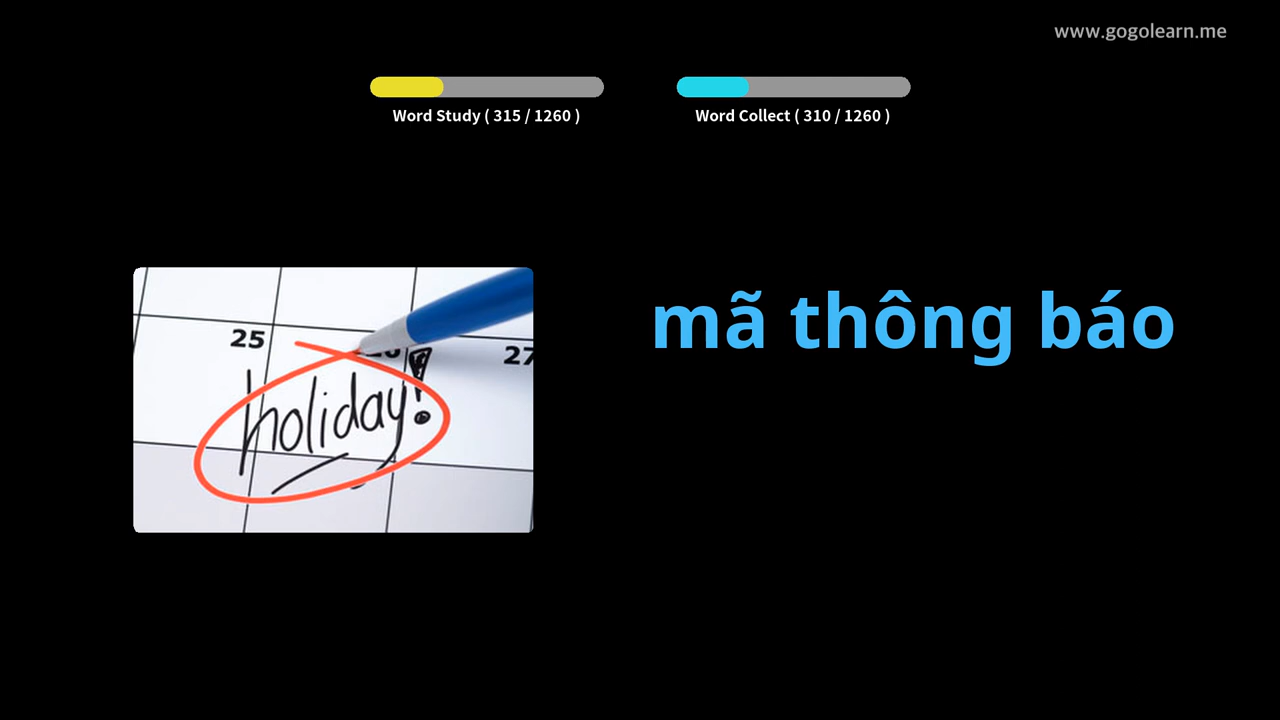 www.gogolearn.me
Word Study ( 315 / 1260 )
Word Collect ( 310 / 1260 )
mã thông báo
25
27
holiday!